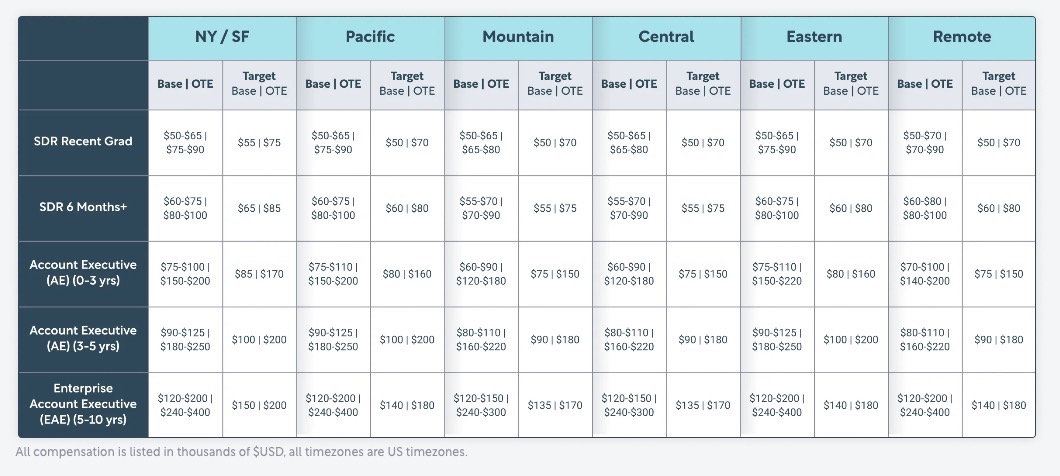 NY / SF Pacific Mountain Central Eastern Remote
Base | OTE Target Base | OTE Base | OTE Target Base | OTE Base | OTE Target Base | OTE Base | OTE Target Base | OTE Base | OTE Target Base | OTE Base | OTE Target Base | OTE
SDR Recent Grad $50-$65 | $75-$90 $55 | $75 $50-$65 | $75-$90 $50 | $70 $50-$65 | $65-$80 $50 | $70 $50-$65 | $65-$80 $50 | $70 $50-$65 | $75-$90 $50 | $70 $50-$70 | $70-$90 $50 | $70
SDR 6 Months+ $60-$75 | $80-$100 $65 | $85 $60-$75 | $80-$100 $60 | $80 $55-$70 | $70-$90 $55 | $75 $55-$70 | $70-$90 $55 | $75 $60-$75 | $80-$100 $60 | $80 $60-$80 | $80-$100 $60 | $80
Account Executive (AE) (0-3 yrs) $75-$100 | $150-$200 $85 | $170 $75-$110 | $150-$200 $80 | $160 $60-$90 | $120-$180 $75 | $150 $60-$90 | $120-$180 $75 | $150 $75-$110 | $150-$220 $80 | $160 $70-$100 | $140-$200 $75 | $150
Account Executive (AE) (3-5 yrs) $90-$125 | $180-$250 $100 | $200 $90-$125 | $180-$250 $100 | $200 $80-$110 | $160-$220 $90 | $180 $80-$110 | $160-$220 $90 | $180 $90-$125 | $180-$250 $100 | $200 $80-$110 | $160-$220 $90 | $180
Enterprise Account Executive (EAE) (5-10 yrs) $120-$200 | $240-$400 $150 | $200 $120-$200 | $240-$400 $140 | $180 $120-$150 | $240-$300 $135 | $170 $120-$150 | $240-$300 $135 | $170 $120-$200 | $240-$400 $140 | $180 $120-$200 | $240-$400 $140 | $180
All compensation is listed in thousands of $USD, all timezones are US timezones.